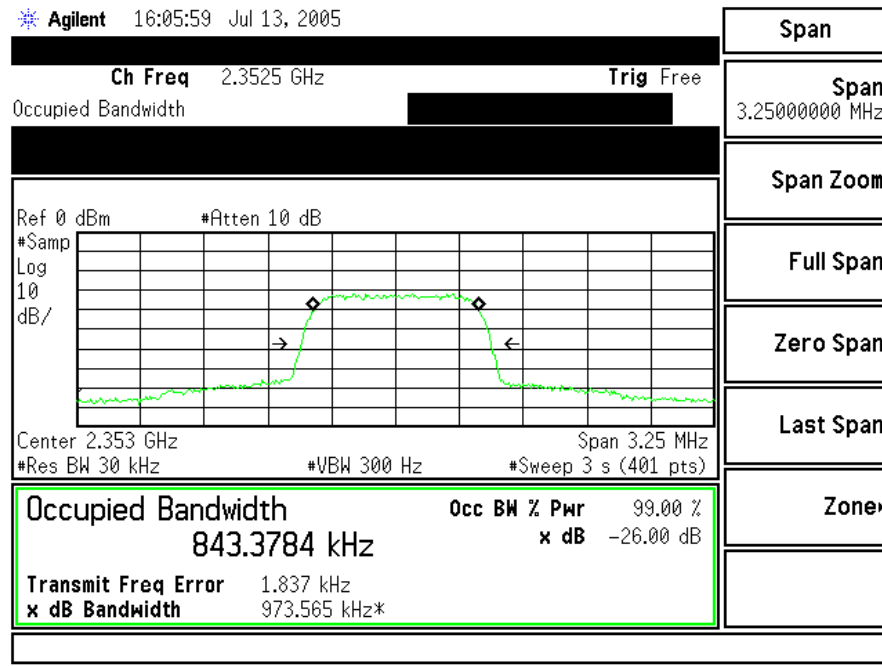 Agilent 16:05:59 Jul 13, 2005
Ch Freq 2.3525 GHz Trig Free
Occupied Bandwidth
Ref 0 dBm #Atten 10 dB
#Samp
Log
10
dB/
Center 2.353 GHz Span 3.25 MHz
#Res BW 30 kHz #VBW 300 Hz #Sweep 3 s (401 pts)
Occupied Bandwidth
843.3784 kHz
Occ BW % Pwr 99.00 %
x dB -26.00 dB
Transmit Freq Error 1.837 kHz
x dB Bandwidth 973.565 kHz*
Span
Span
3.25000000 MHz
Span Zoom
Full Span
Zero Span
Last Span
Zone